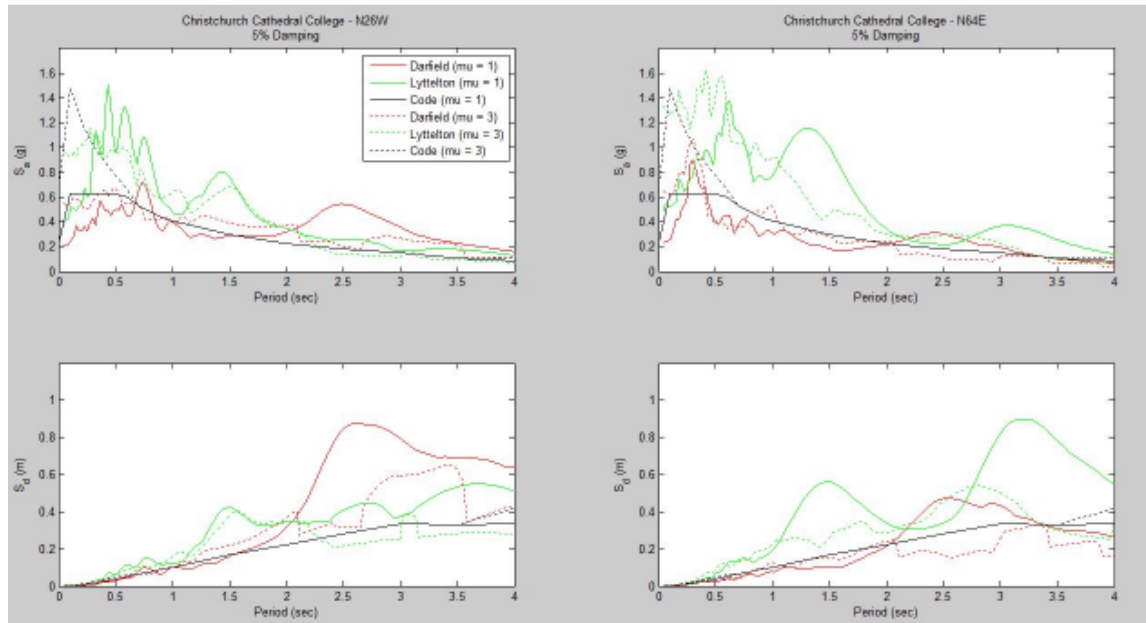 Christchurch Cathedral College - N26W
5% Damping
S_a (g)
1.6
1.4
1.2
1
0.8
0.6
0.4
0.2
0
Darfield (mu = 1)
Lyttelton (mu = 1)
Code (mu = 1)
Darfield (mu = 3)
Lyttelton (mu = 3)
Code (mu = 3)
0 0.5 1 1.5 2 2.5 3 3.5 4
Period (sec)
Christchurch Cathedral College - N64E
5% Damping
S_a (g)
1.6
1.4
1.2
1
0.8
0.6
0.4
0.2
0
0 0.5 1 1.5 2 2.5 3 3.5 4
Period (sec)
S_d (m)
1
0.8
0.6
0.4
0.2
0
0 0.5 1 1.5 2 2.5 3 3.5 4
Period (sec)
S_d (m)
1
0.8
0.6
0.4
0.2
0
0 0.5 1 1.5 2 2.5 3 3.5 4
Period (sec)